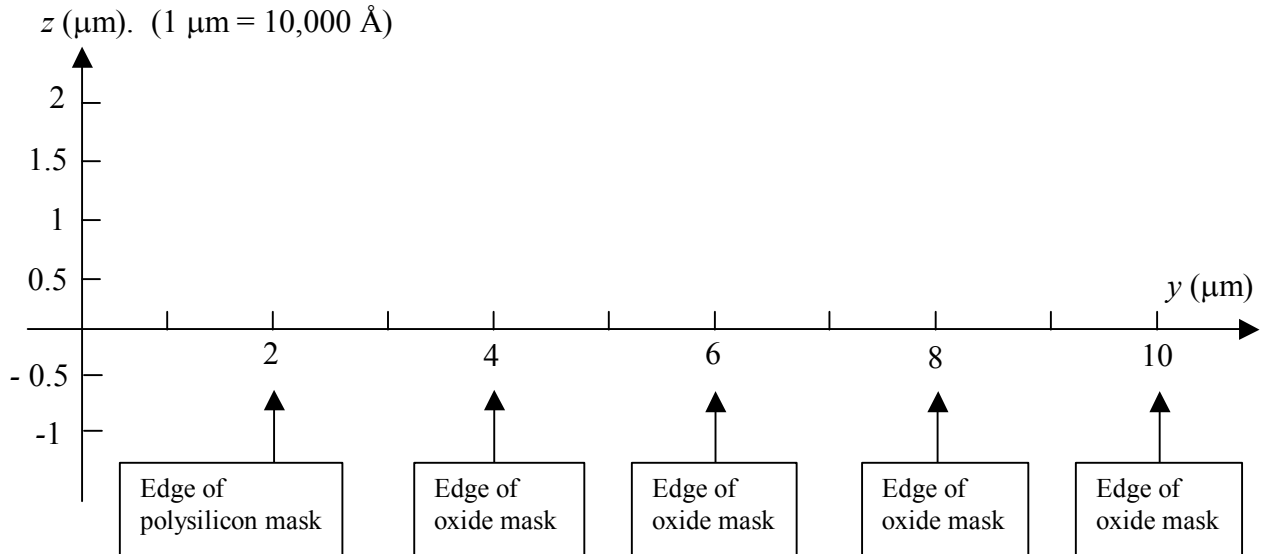 z (μm). (1 μm = 10,000 Å)
2
1.5
1
0.5
y (μm)
2
4
6
8
10
- 0.5
-1
Edge of
polysilicon mask
Edge of
oxide mask
Edge of
oxide mask
Edge of
oxide mask
Edge of
oxide mask